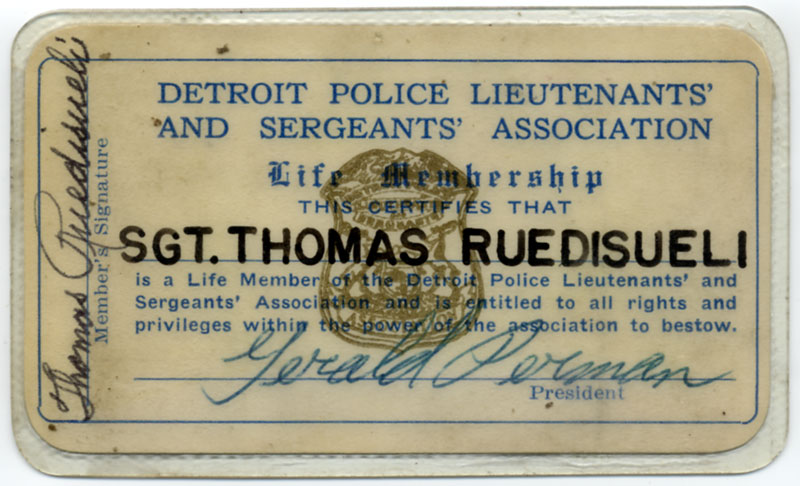 DETROIT POLICE LIEUTENANTS'
AND SERGEANTS' ASSOCIATION
Life Membership
THIS CERTIFIES THAT
SGT. THOMAS RUEDISUELI
is a Life Member of the Detroit Police Lieutenants' and
Sergeants' Association and is entitled to all rights and
privileges within the power of the association to bestow.
Gerald Perman
President
Thomas Ruedisueli
Member's Signature